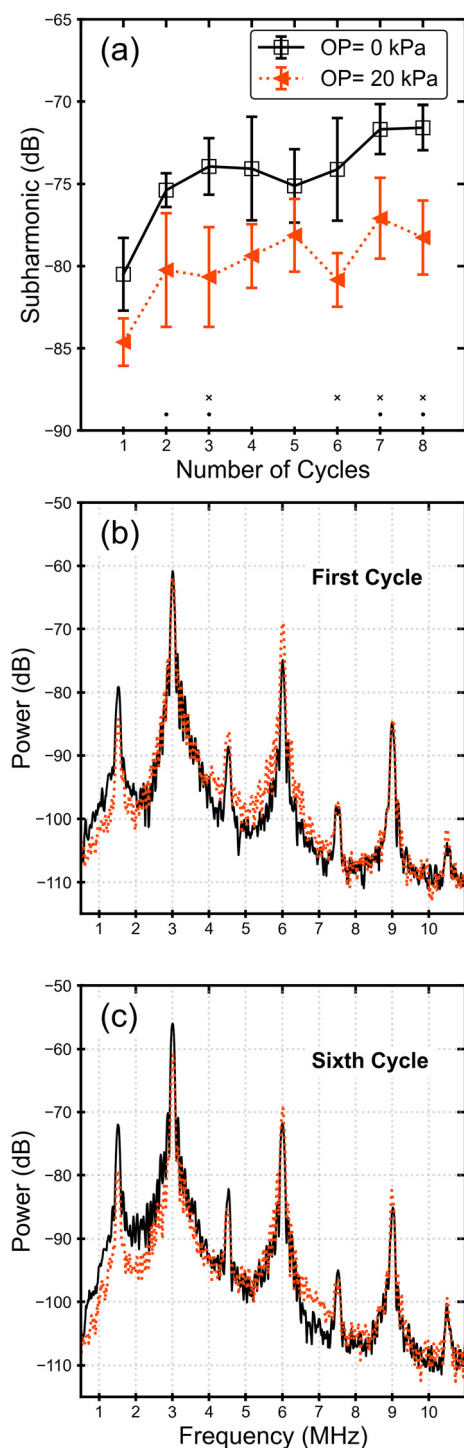 (a)
OP= 0 kPa
OP= 20 kPa
−65
−70
−75
−80
−85
−90
Subharmonic (dB)
1 2 3 4 5 6 7 8
Number of Cycles
(b)
First Cycle
−50
−60
−70
−80
−90
−100
−110
Power (dB)
1 2 3 4 5 6 7 8 9 10
(c)
Sixth Cycle
−50
−60
−70
−80
−90
−100
−110
Power (dB)
1 2 3 4 5 6 7 8 9 10
Frequency (MHz)